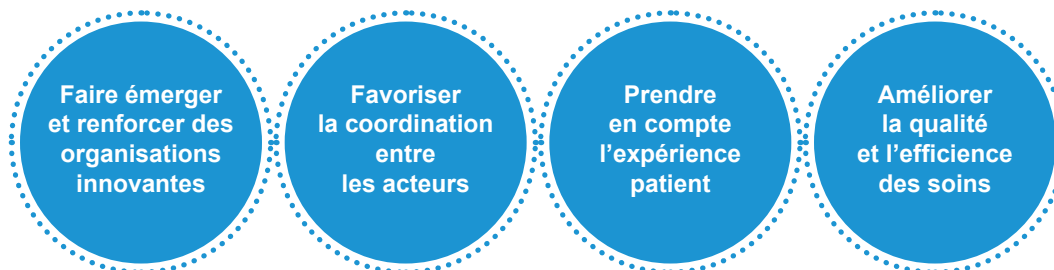 Faire émerger
et renforcer des
organisations
innovantes
Favoriser
la coordination
entre
les acteurs
Prendre
en compte
l’expérience
patient
Améliorer
la qualité
et l’efficience
des soins